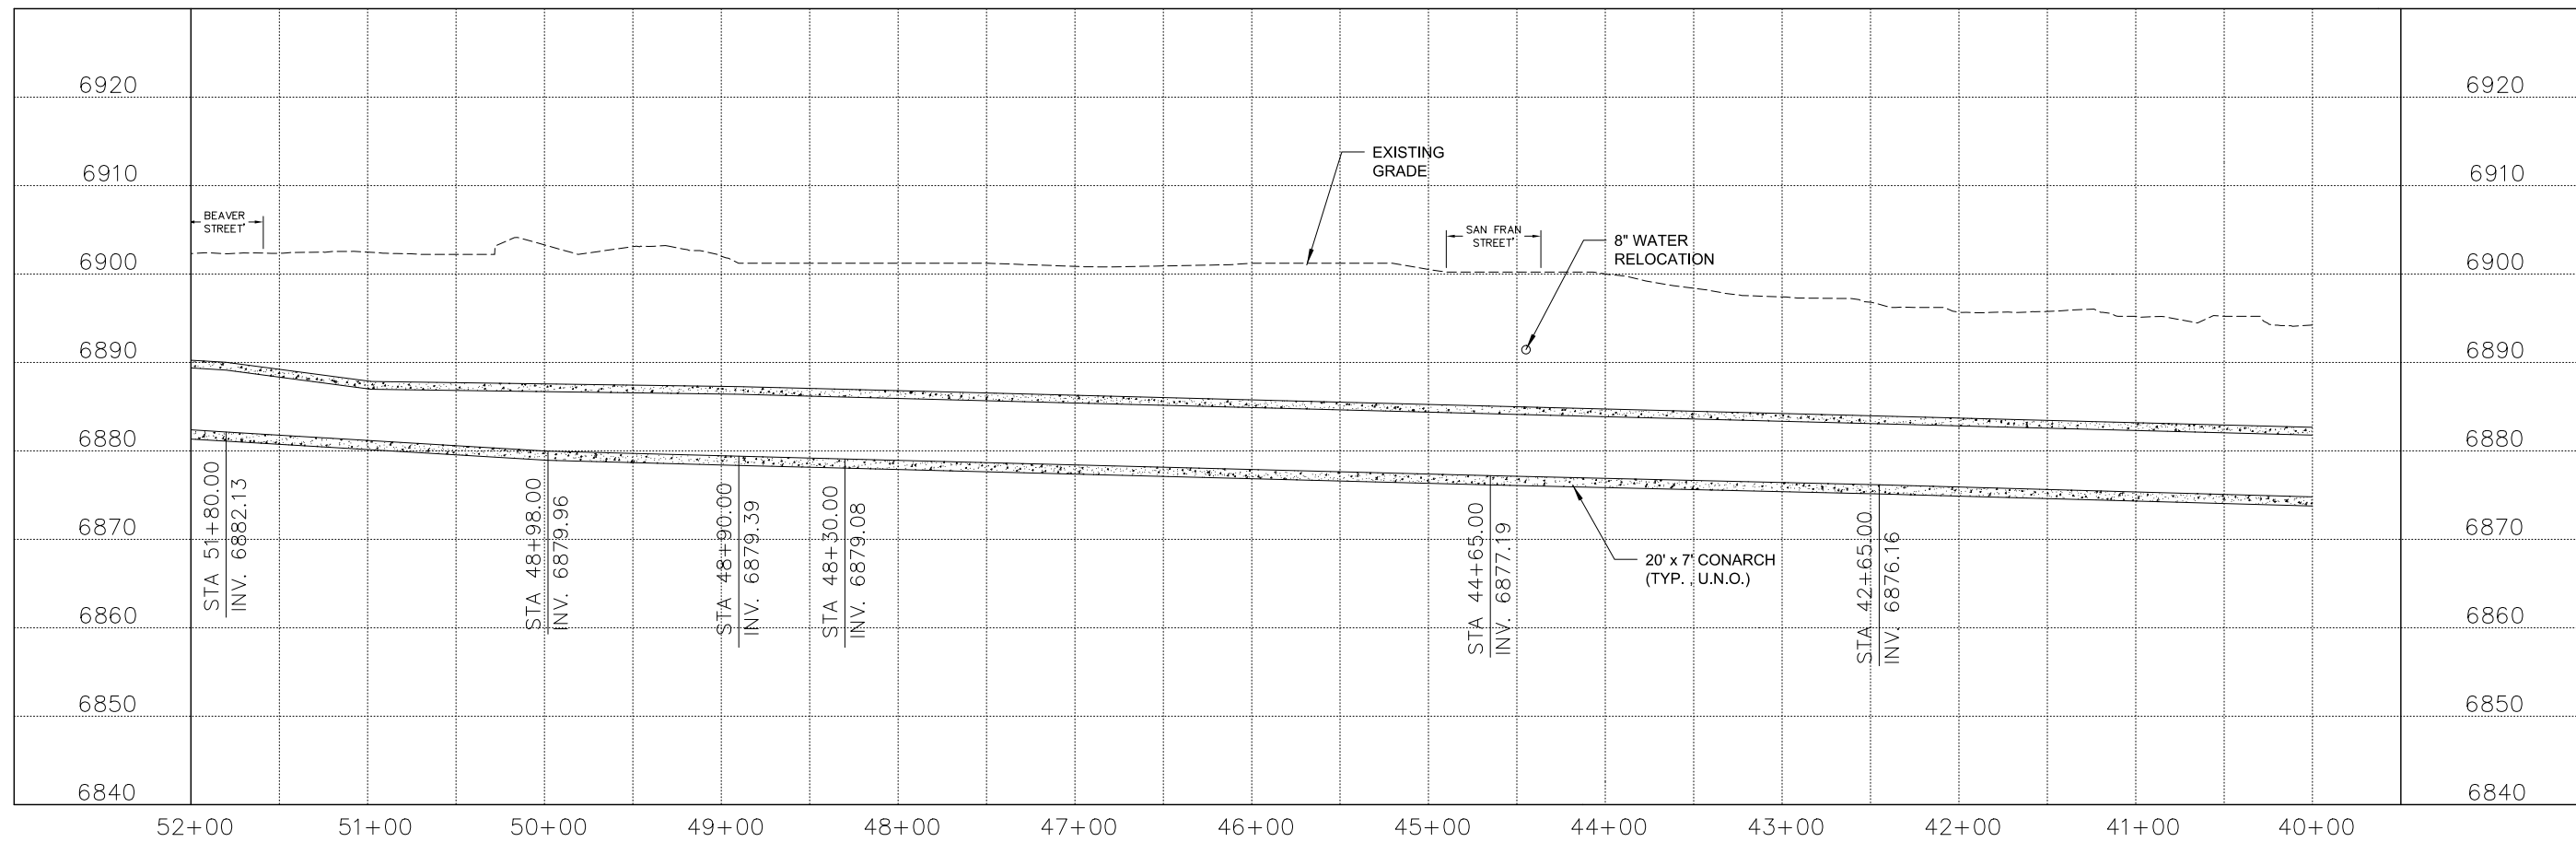 6920
6920
6910
6910
6900
6900
6890
6890
6880
6880
6870
6870
6860
6860
6850
6850
6840
6840
BEAVER
STREET
EXISTING
GRADE
SAN FRAN
STREET
8" WATER
RELOCATION
STA 51+80.00
INV. 6882.13
STA 48+98.00
INV. 6879.96
STA 48+90.00
INV. 6879.39
STA 48+30.00
INV. 6879.08
STA 44+65.00
INV. 6877.19
20' x 7' CONARCH
(TYP. , U.N.O.)
STA 42+65.00
INV. 6876.16
52+00
51+00
50+00
49+00
48+00
47+00
46+00
45+00
44+00
43+00
42+00
41+00
40+00